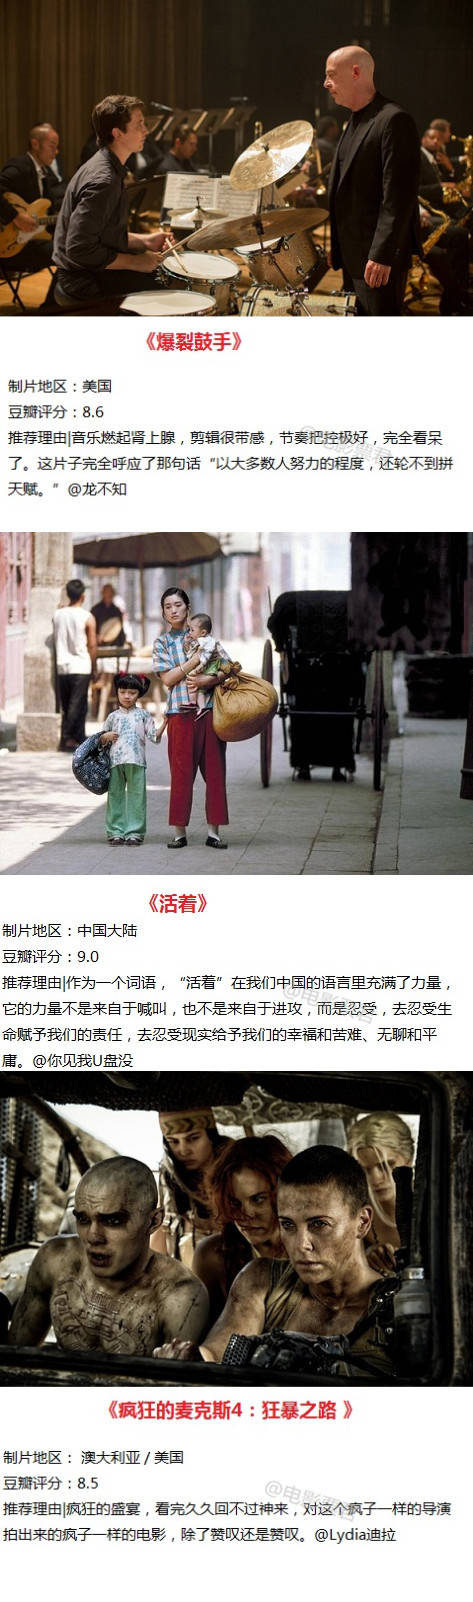 《爆裂鼓手》
制片地区：美国
豆瓣评分：8.6
推荐理由|音乐燃起肾上腺，剪辑很带感，节奏把控极好，完全看呆
了。这片子完全呼应了那句话“以大多数人努力的程度，还轮不到拼
天赋。”@龙不知
《活着》
制片地区：中国大陆
豆瓣评分：9.0
推荐理由|作为一个词语，“活着”在我们中国的语言里充满了力量，
它的力量不是来自于喊叫，也不是来自于进攻，而是忍受，去忍受生
命赋予我们的责任，去忍受现实给予我们的幸福和苦难、无聊和平
庸。@你见我U盘没
《疯狂的麦克斯4：狂暴之路 》
制片地区： 澳大利亚 / 美国
豆瓣评分：8.5
推荐理由|疯狂的盛宴，看完久久回不过神来，对这个疯子一样的导演
拍出来的疯子一样的电影，除了赞叹还是赞叹。@Lydia迪拉